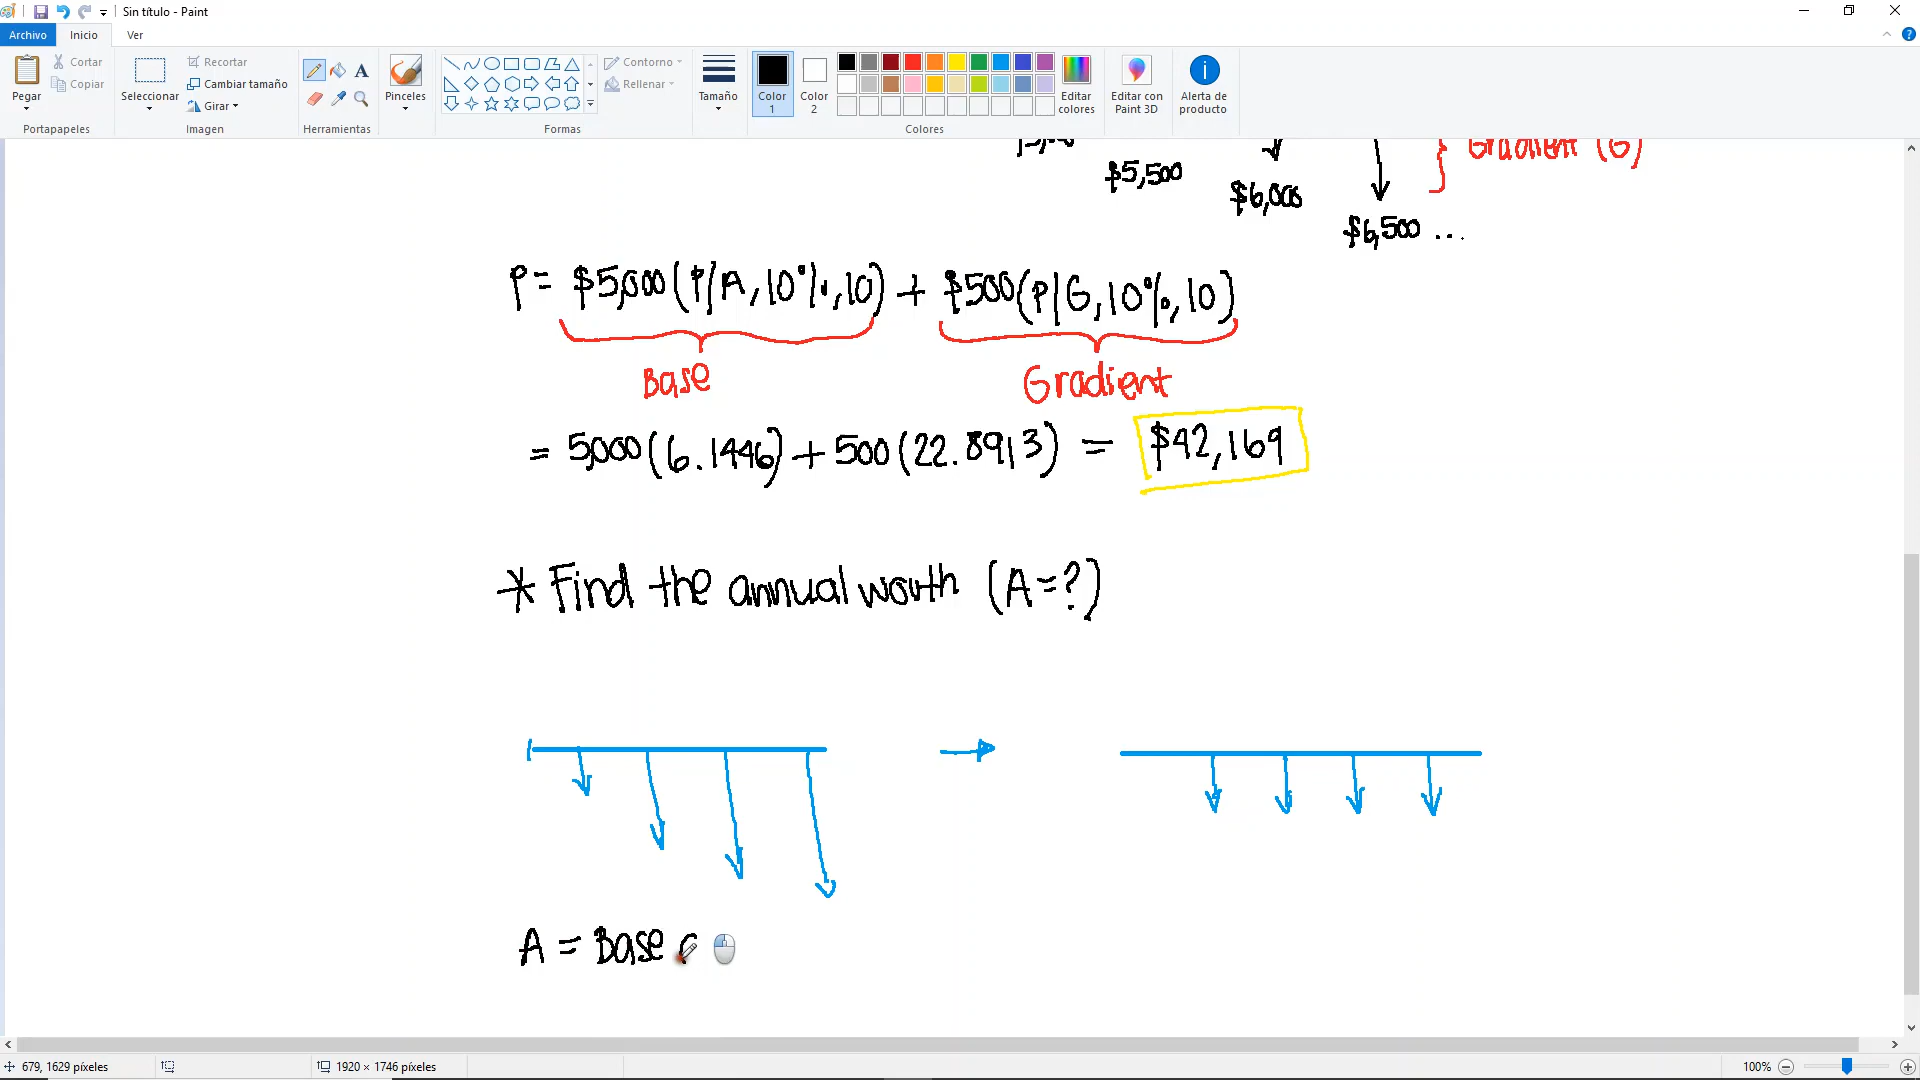 Sin título - Paint
Archivo Inicio Ver
Pegar Cortar Copiar Seleccionar Recortar Cambiar tamaño Girar Pinceles Contorno Rellenar Tamaño Color 1 Color 2 Editar colores Editar con Paint 3D Alerta de producto
Portapapeles Imagen Herramientas Formas Colores
} Gradient (G)
$5,500
$6,000
$6,500 ...
P = $5,000(P/A, 10%, 10) + $500(P/G, 10%, 10)
Base Gradient
= 5,000(6.1446) + 500(22.8913) = $42,169
* Find the annual worth (A=?)
A = Base
679, 1629 píxeles 1920 × 1746 píxeles 100%